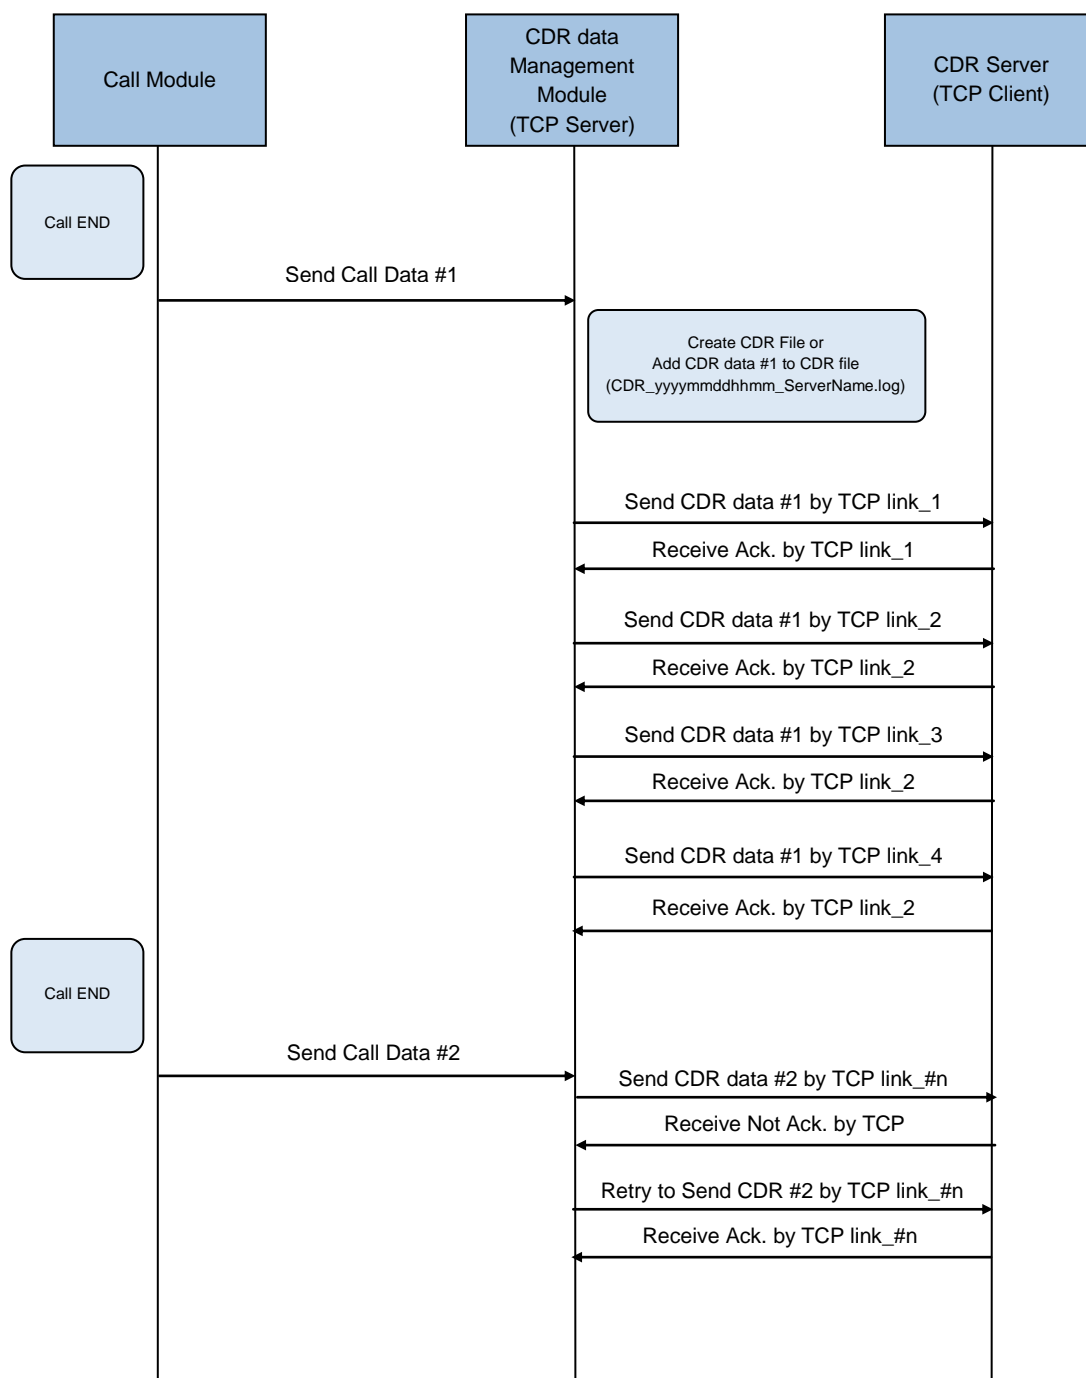 Call Module
CDR data
Management
Module
(TCP Server)
CDR Server
(TCP Client)
Call END
Send Call Data #1
Create CDR File or
Add CDR data #1 to CDR file
(CDR_yyyymmddhhmm_ServerName.log)
Send CDR data #1 by TCP link_1
Receive Ack. by TCP link_1
Send CDR data #1 by TCP link_2
Receive Ack. by TCP link_2
Send CDR data #1 by TCP link_3
Receive Ack. by TCP link_2
Send CDR data #1 by TCP link_4
Receive Ack. by TCP link_2
Call END
Send Call Data #2
Send CDR data #2 by TCP link_#n
Receive Not Ack. by TCP
Retry to Send CDR #2 by TCP link_#n
Receive Ack. by TCP link_#n